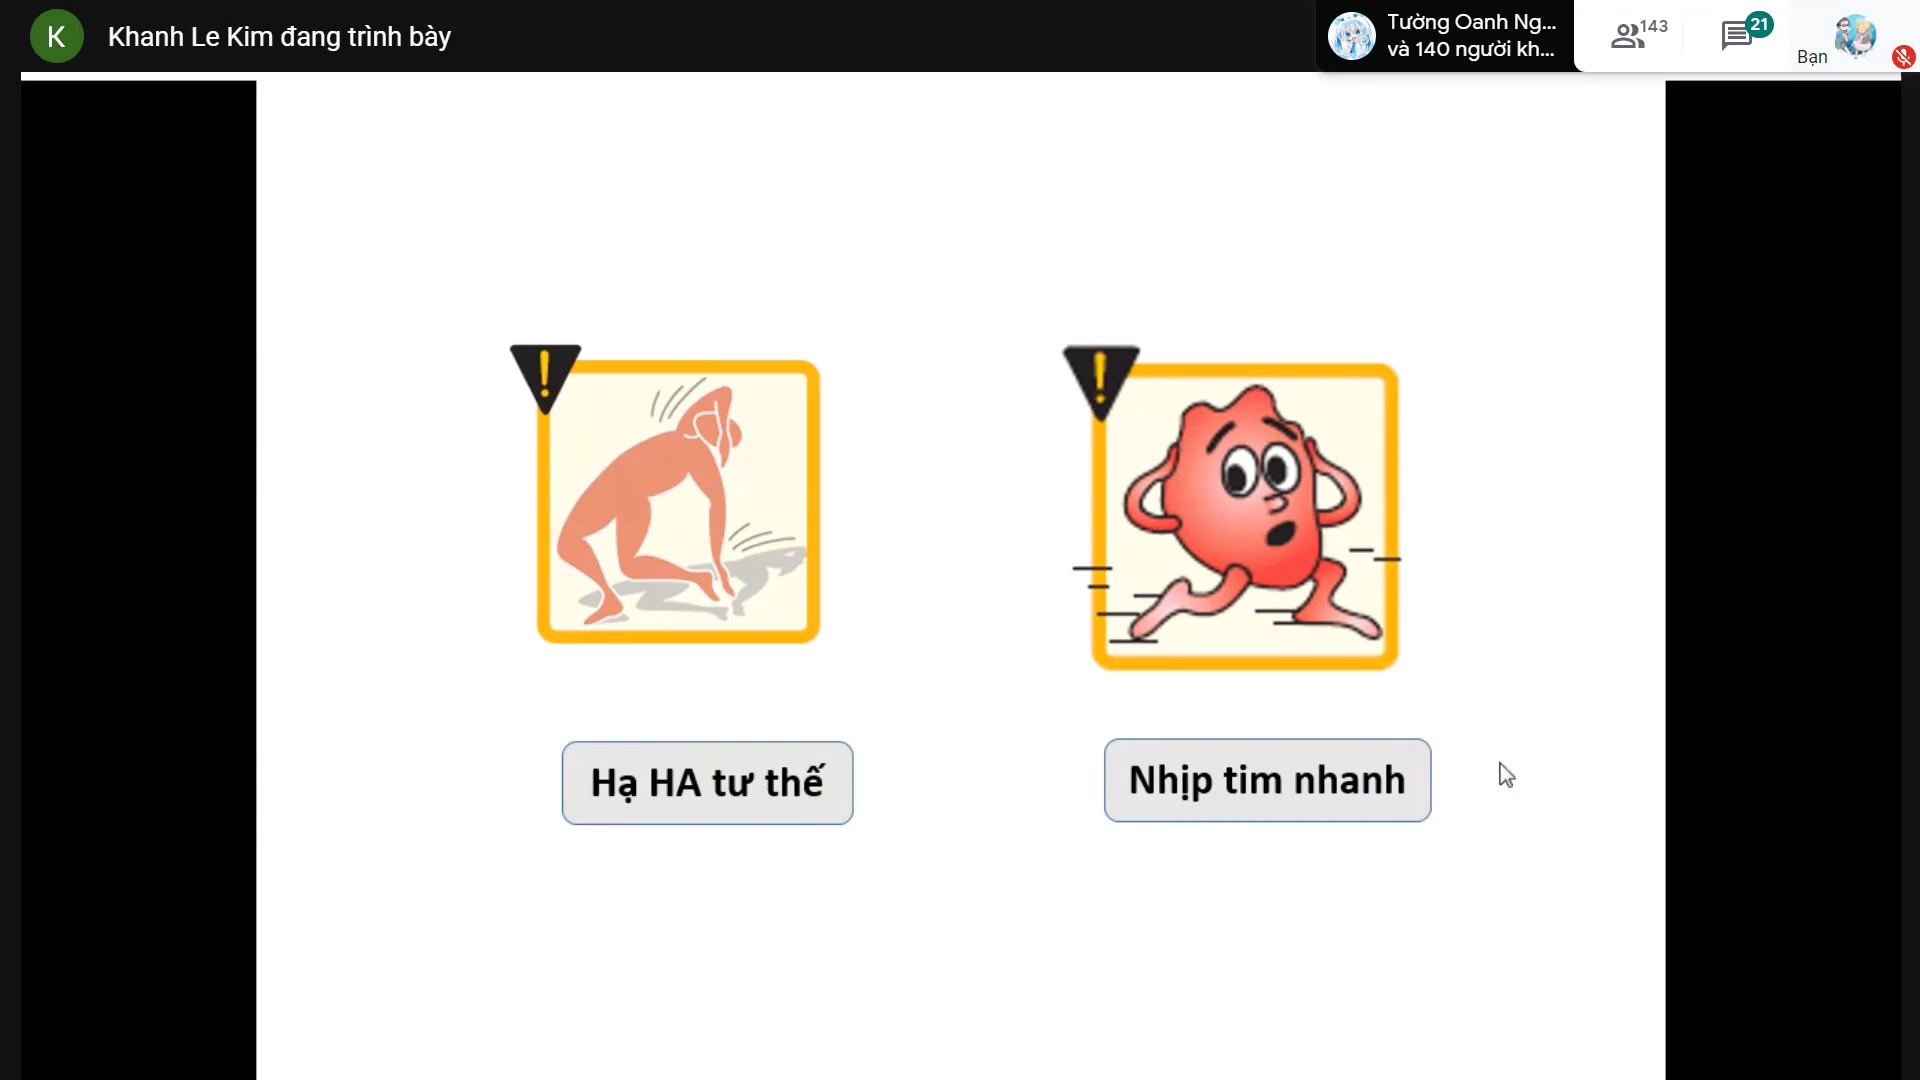 K
Khanh Le Kim đang trình bày
Tường Oanh Ng...
và 140 người kh...
143
21
Bạn
!
!
Hạ HA tư thế
Nhịp tim nhanh